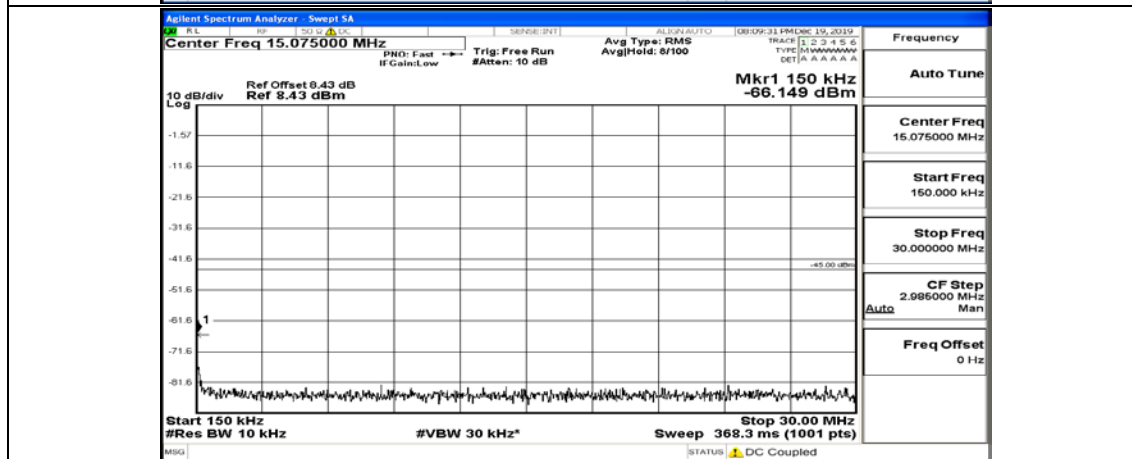 Agilent Spectrum Analyzer - Swept SA
RL RF 50 Ω DC SENSE:INT ALIGN AUTO 08:09:31 PM Dec 19, 2019
Center Freq 15.075000 MHz
PNO: Fast
IFGain:Low
Trig: Free Run
#Atten: 10 dB
Avg Type: RMS
Avg|Hold: 8/100
TRACE 1 2 3 4 5 6
TYPE M W W W W W
DET A A A A A A
Frequency
Auto Tune
Center Freq
15.075000 MHz
Start Freq
150.000 kHz
Stop Freq
30.000000 MHz
CF Step
2.985000 MHz
Auto Man
Freq Offset
0 Hz
Mkr1 150 kHz
-66.149 dBm
Ref Offset 8.43 dB
10 dB/div Ref 8.43 dBm
Log
-1.57
-11.6
-21.6
-31.6
-41.6
-45.00 dBm
-51.6
-61.6
1
-71.6
-81.6
Start 150 kHz Stop 30.00 MHz
#Res BW 10 kHz #VBW 30 kHz* Sweep 368.3 ms (1001 pts)
MSG STATUS DC Coupled